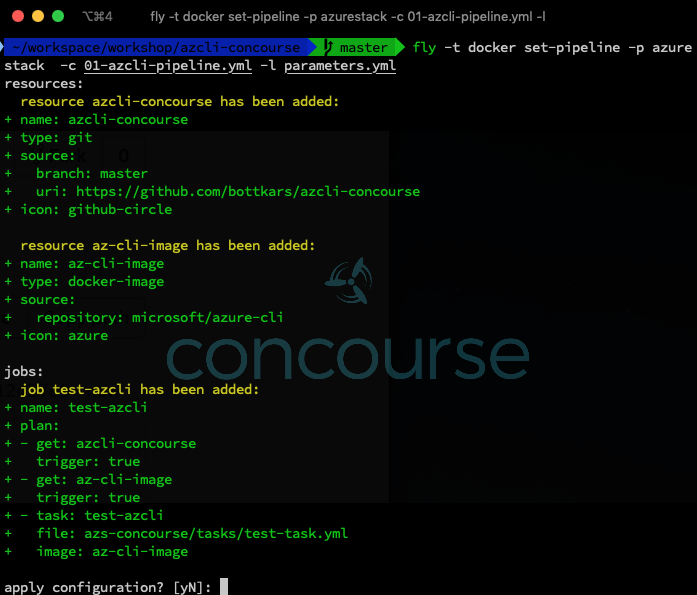 ⌥⌘4 fly -t docker set-pipeline -p azurestack -c 01-azcli-pipeline.yml -l
~/workspace/workshop/azcli-concourse master fly -t docker set-pipeline -p azure
stack -c 01-azcli-pipeline.yml -l parameters.yml
resources:
resource azcli-concourse has been added:
+ name: azcli-concourse
+ type: git
+ source:
+ branch: master
+ uri: https://github.com/bottkars/azcli-concourse
+ icon: github-circle
resource az-cli-image has been added:
+ name: az-cli-image
+ type: docker-image
+ source:
+ repository: microsoft/azure-cli
+ icon: azure
concourse
jobs:
job test-azcli has been added:
+ name: test-azcli
+ plan:
+ - get: azcli-concourse
+ trigger: true
+ - get: az-cli-image
+ trigger: true
+ - task: test-azcli
+ file: azs-concourse/tasks/test-task.yml
+ image: az-cli-image
apply configuration? [yN]: